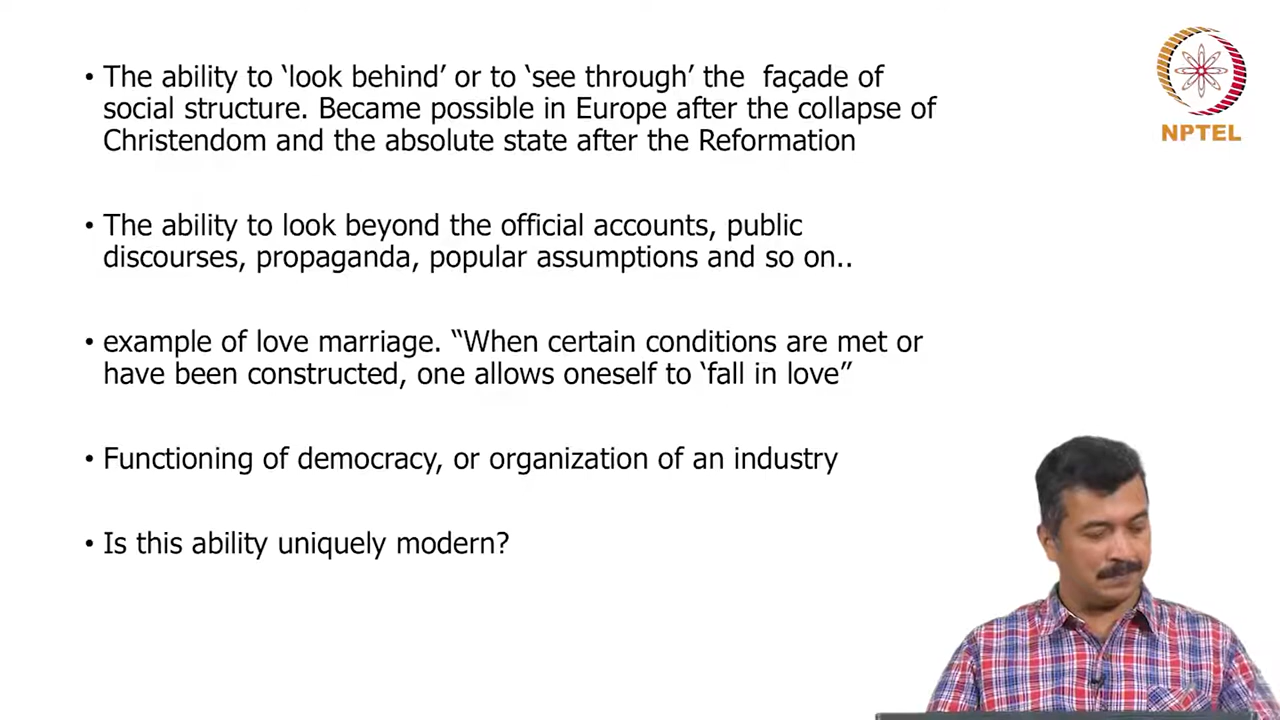 • The ability to ‘look behind’ or to ‘see through’ the façade of
social structure. Became possible in Europe after the collapse of
Christendom and the absolute state after the Reformation
• The ability to look beyond the official accounts, public
discourses, propaganda, popular assumptions and so on..
• example of love marriage. “When certain conditions are met or
have been constructed, one allows oneself to ‘fall in love”
• Functioning of democracy, or organization of an industry
• Is this ability uniquely modern?
NPTEL